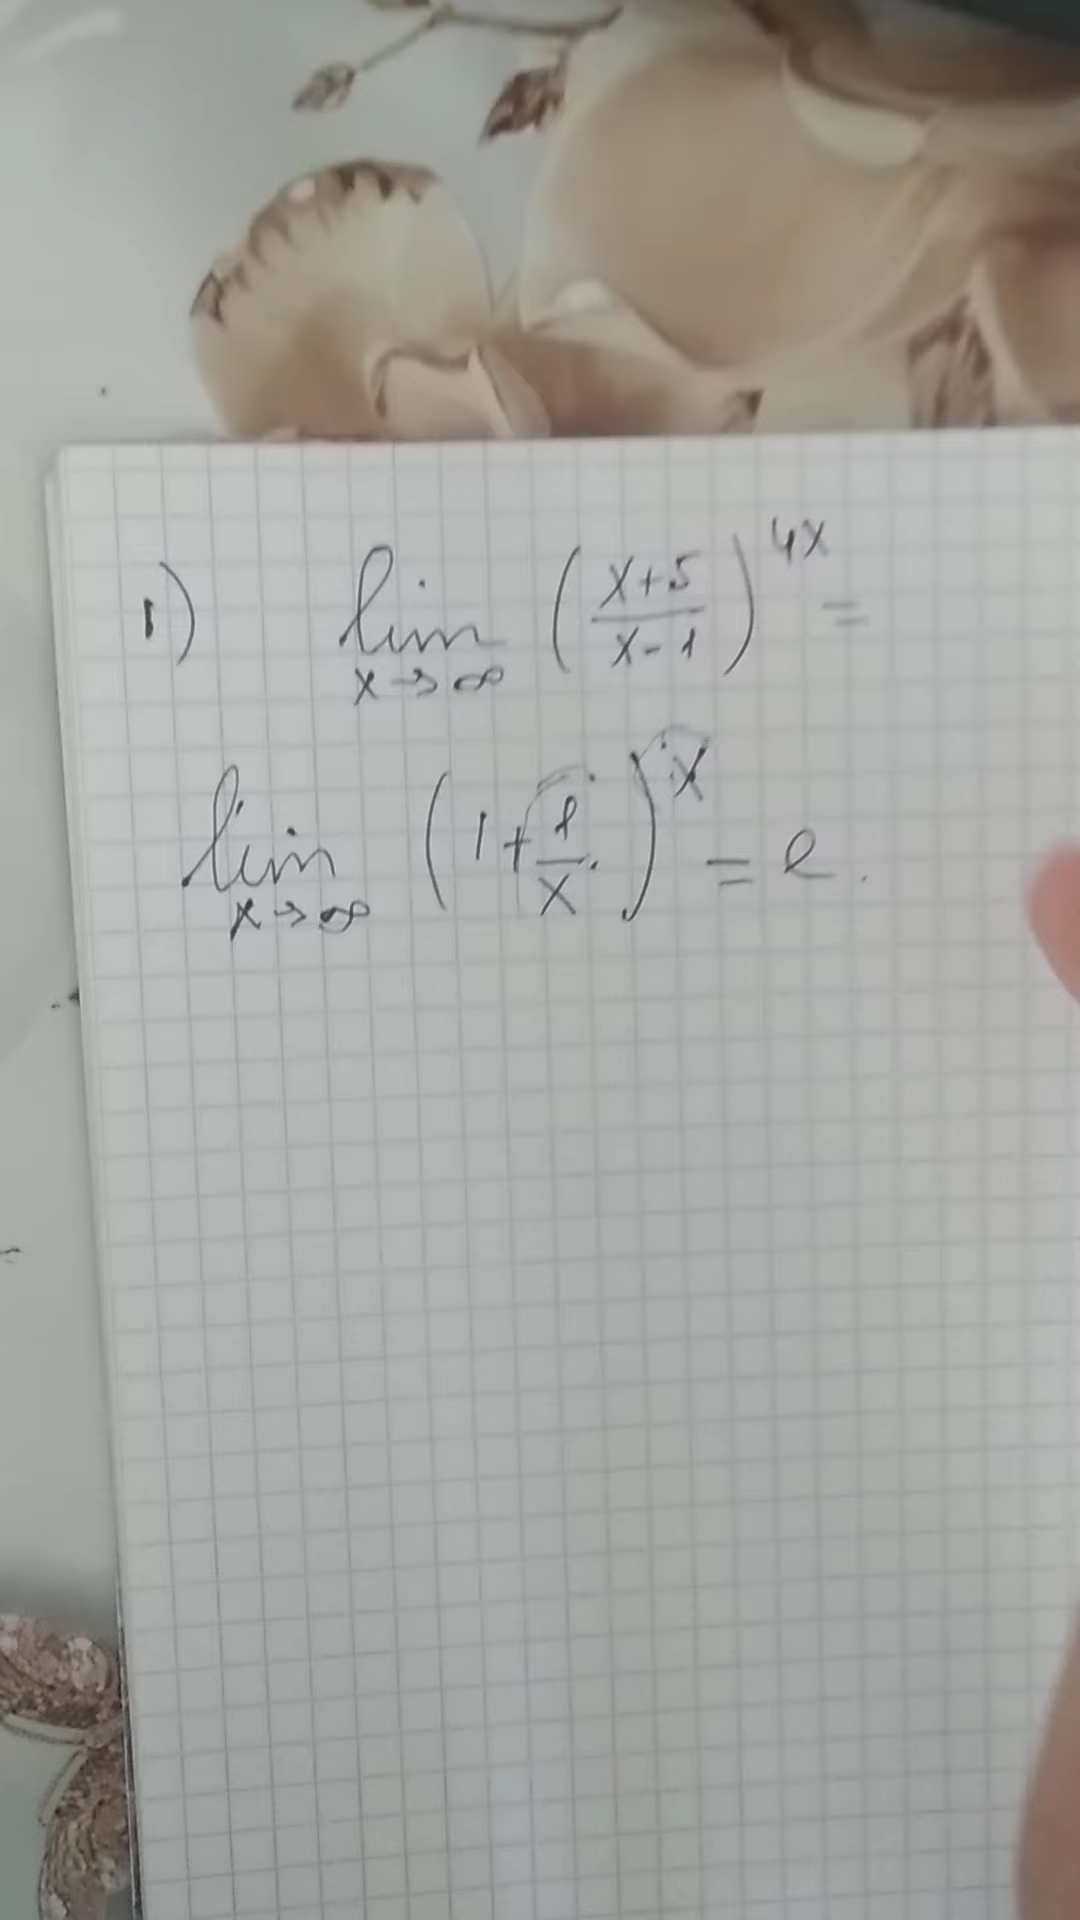 1) lim x→∞ ((x+5)/(x-1))^4x =
lim x→∞ (1+1/x)^x = e.